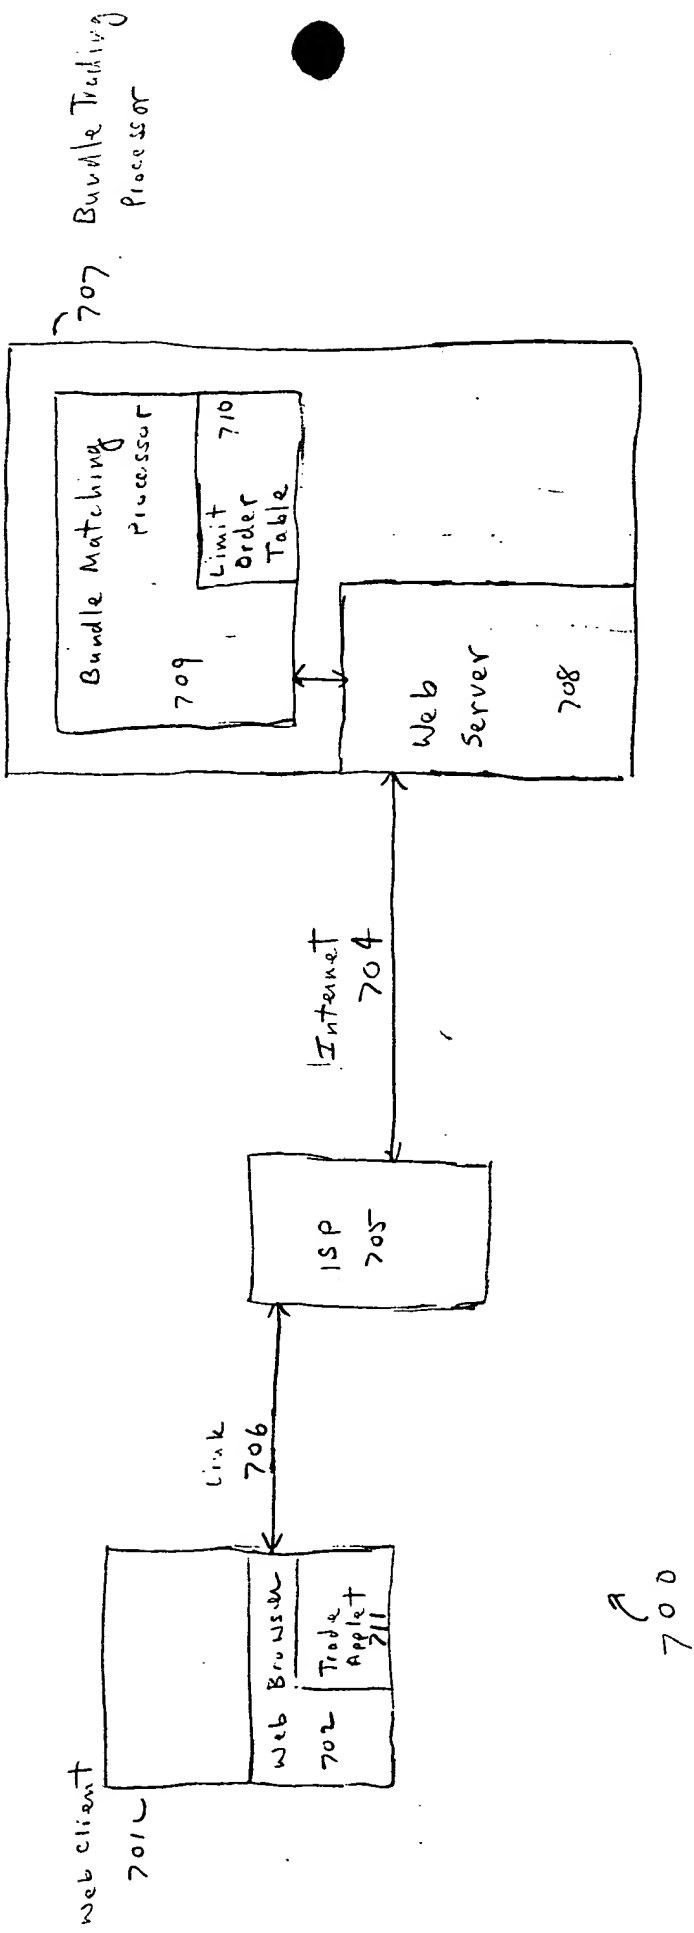 Web Client
701
Web Browser
702
Trade
Applet
711
Link
706
ISP
705
Internet
704
Bundle Matching
Processor
709
Limit
Order
Table
710
Web
Server
708
707 Bundle Trading
Processor
700